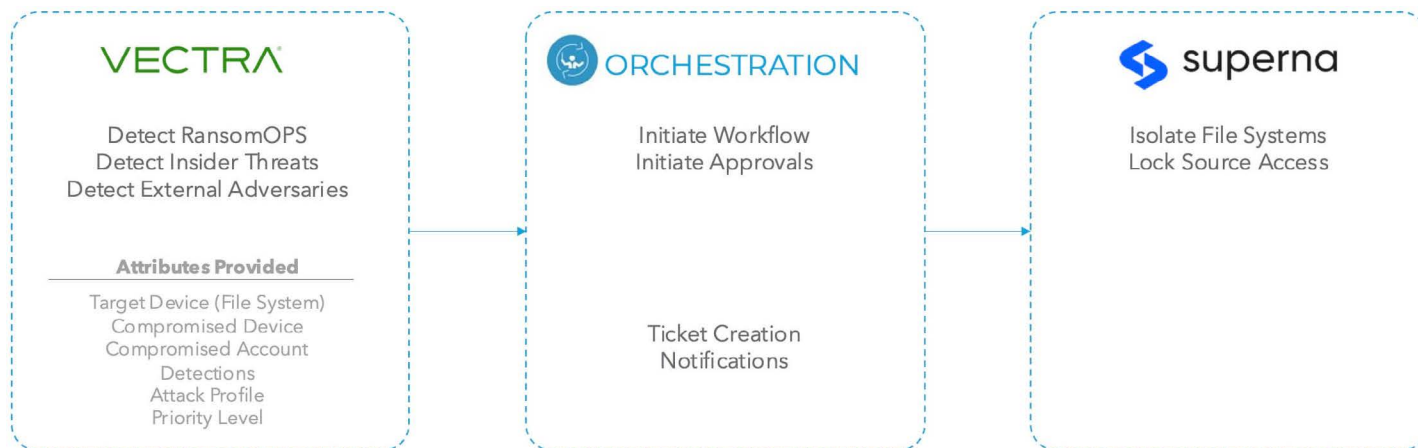 VECTRA
Detect RansomOPS
Detect Insider Threats
Detect External Adversaries
Attributes Provided
Target Device (File System)
Compromised Device
Compromised Account
Detections
Attack Profile
Priority Level
ORCHESTRATION
Initiate Workflow
Initiate Approvals
Ticket Creation
Notifications
superna
Isolate File Systems
Lock Source Access